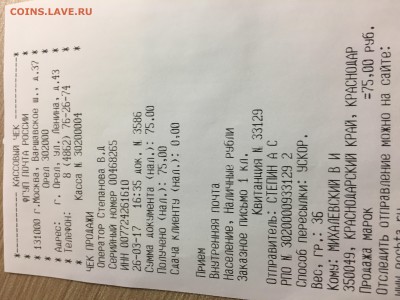 COINS.LAVE.RU
КАССОВЫЙ ЧЕК
ФГУП ПОЧТА РОССИИ
* 131000 г.Москва, Варшавское ш., д.37
Орел 302000
* Адрес: г. Орел, ул. Ленина, д.43
* Телефон: 8 (4862) 76-26-74
* Касса N 30200004
ЧЕК ПРОДАЖИ
Оператор Степанова В.Д
СЕРИЙНЫЙ НОМЕР 00468265
ИНН 007724261610
26-03-17 16:35 док. N 3586
Сумма документа (нал.): 75.00
Получено (нал.): 75.00
Сдача клиенту (нал.): 0.00
Прием
Внутренняя почта
Население, Наличные рубли
Заказное письмо 1 кл.
Квитанция N 33129
Отправитель: СТЕПИН А С
РПО N 3020000933129 2
Способ пересылки: УСКОР.
Вес, гр.: 36
Кому: МИХАЛЕВСКИЙ В И
350049, КРАСНОДАРСКИЙ КРАЙ, КРАСНОДАР
Продажа марок =75,00 руб.
Отследить отправление можно на сайте: